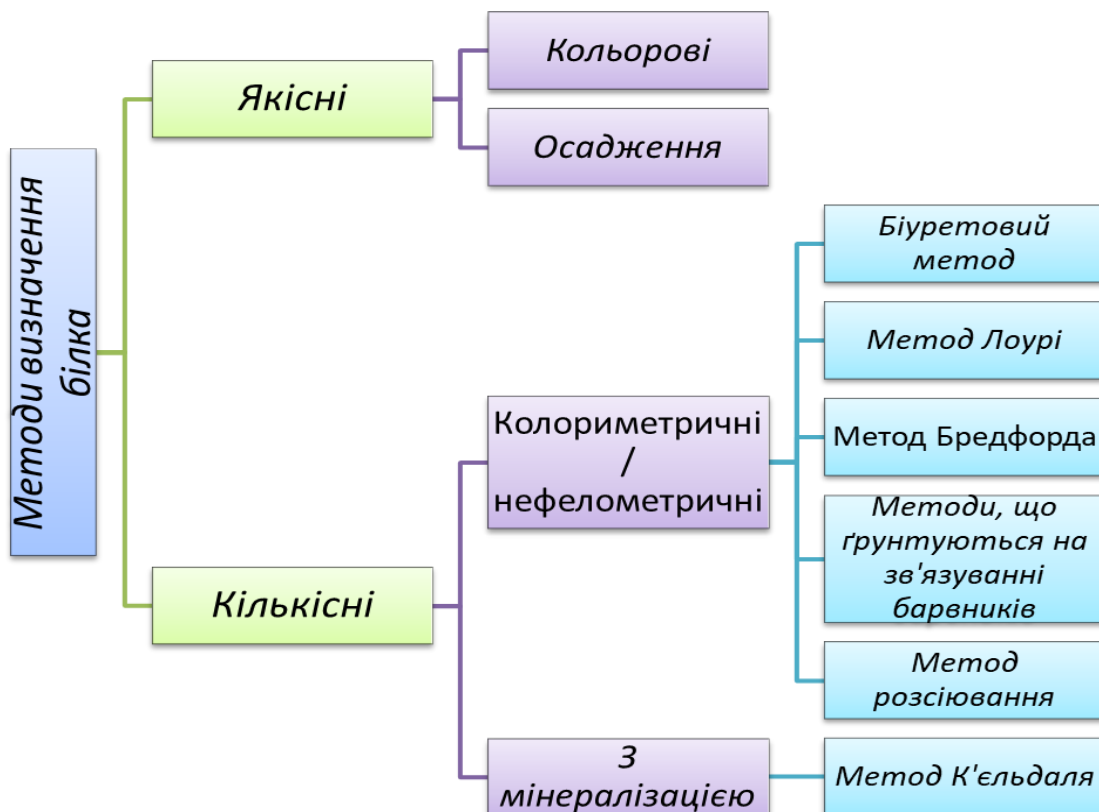 Методи визначення
білка
Якісні
Кольорові
Осадження
Кількісні
Колориметричні
/
нефелометричні
Біуретовий
метод
Метод Лоурі
Метод Бредфорда
Методи, що
ґрунтуються на
зв'язуванні
барвників
Метод
розсіювання
З
мінералізацією
Метод К'єльдаля